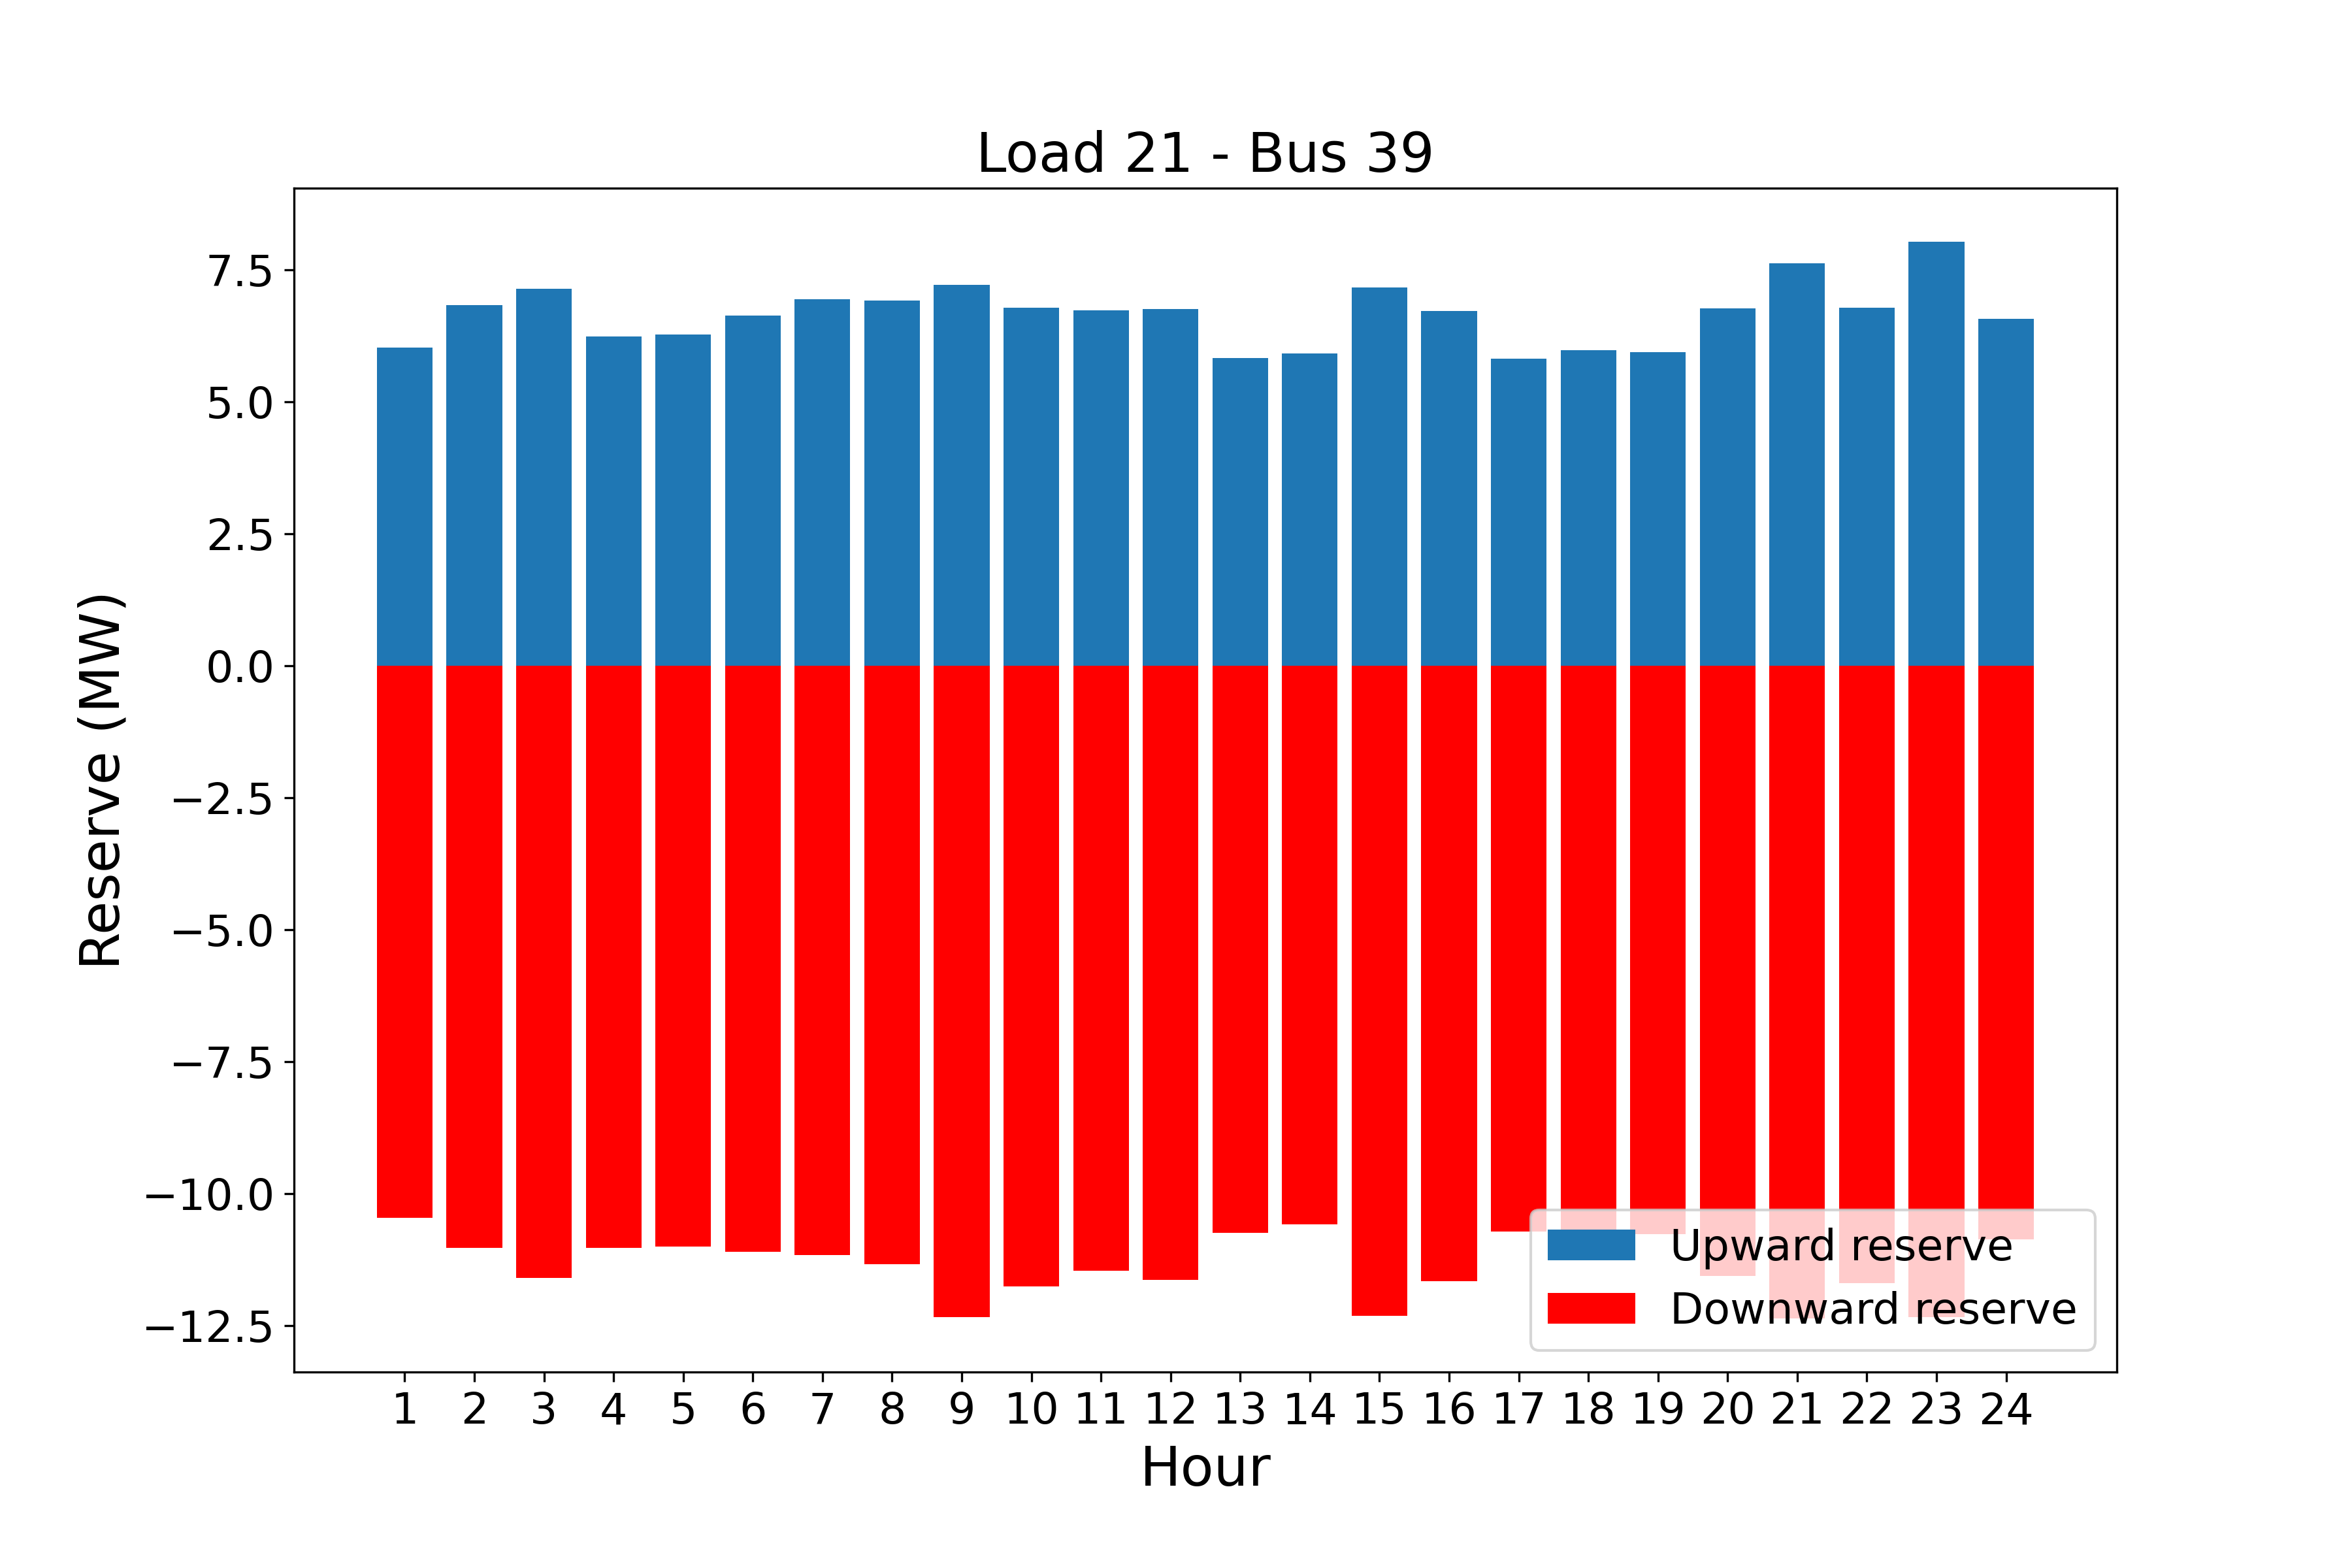 Load 21 - Bus 39
7.5
5.0
2.5
0.0
−2.5
−5.0
−7.5
−10.0
−12.5
Reserve (MW)
Upward reserve
Downward reserve
1 2 3 4 5 6 7 8 9 10 11 12 13 14 15 16 17 18 19 20 21 22 23 24
Hour